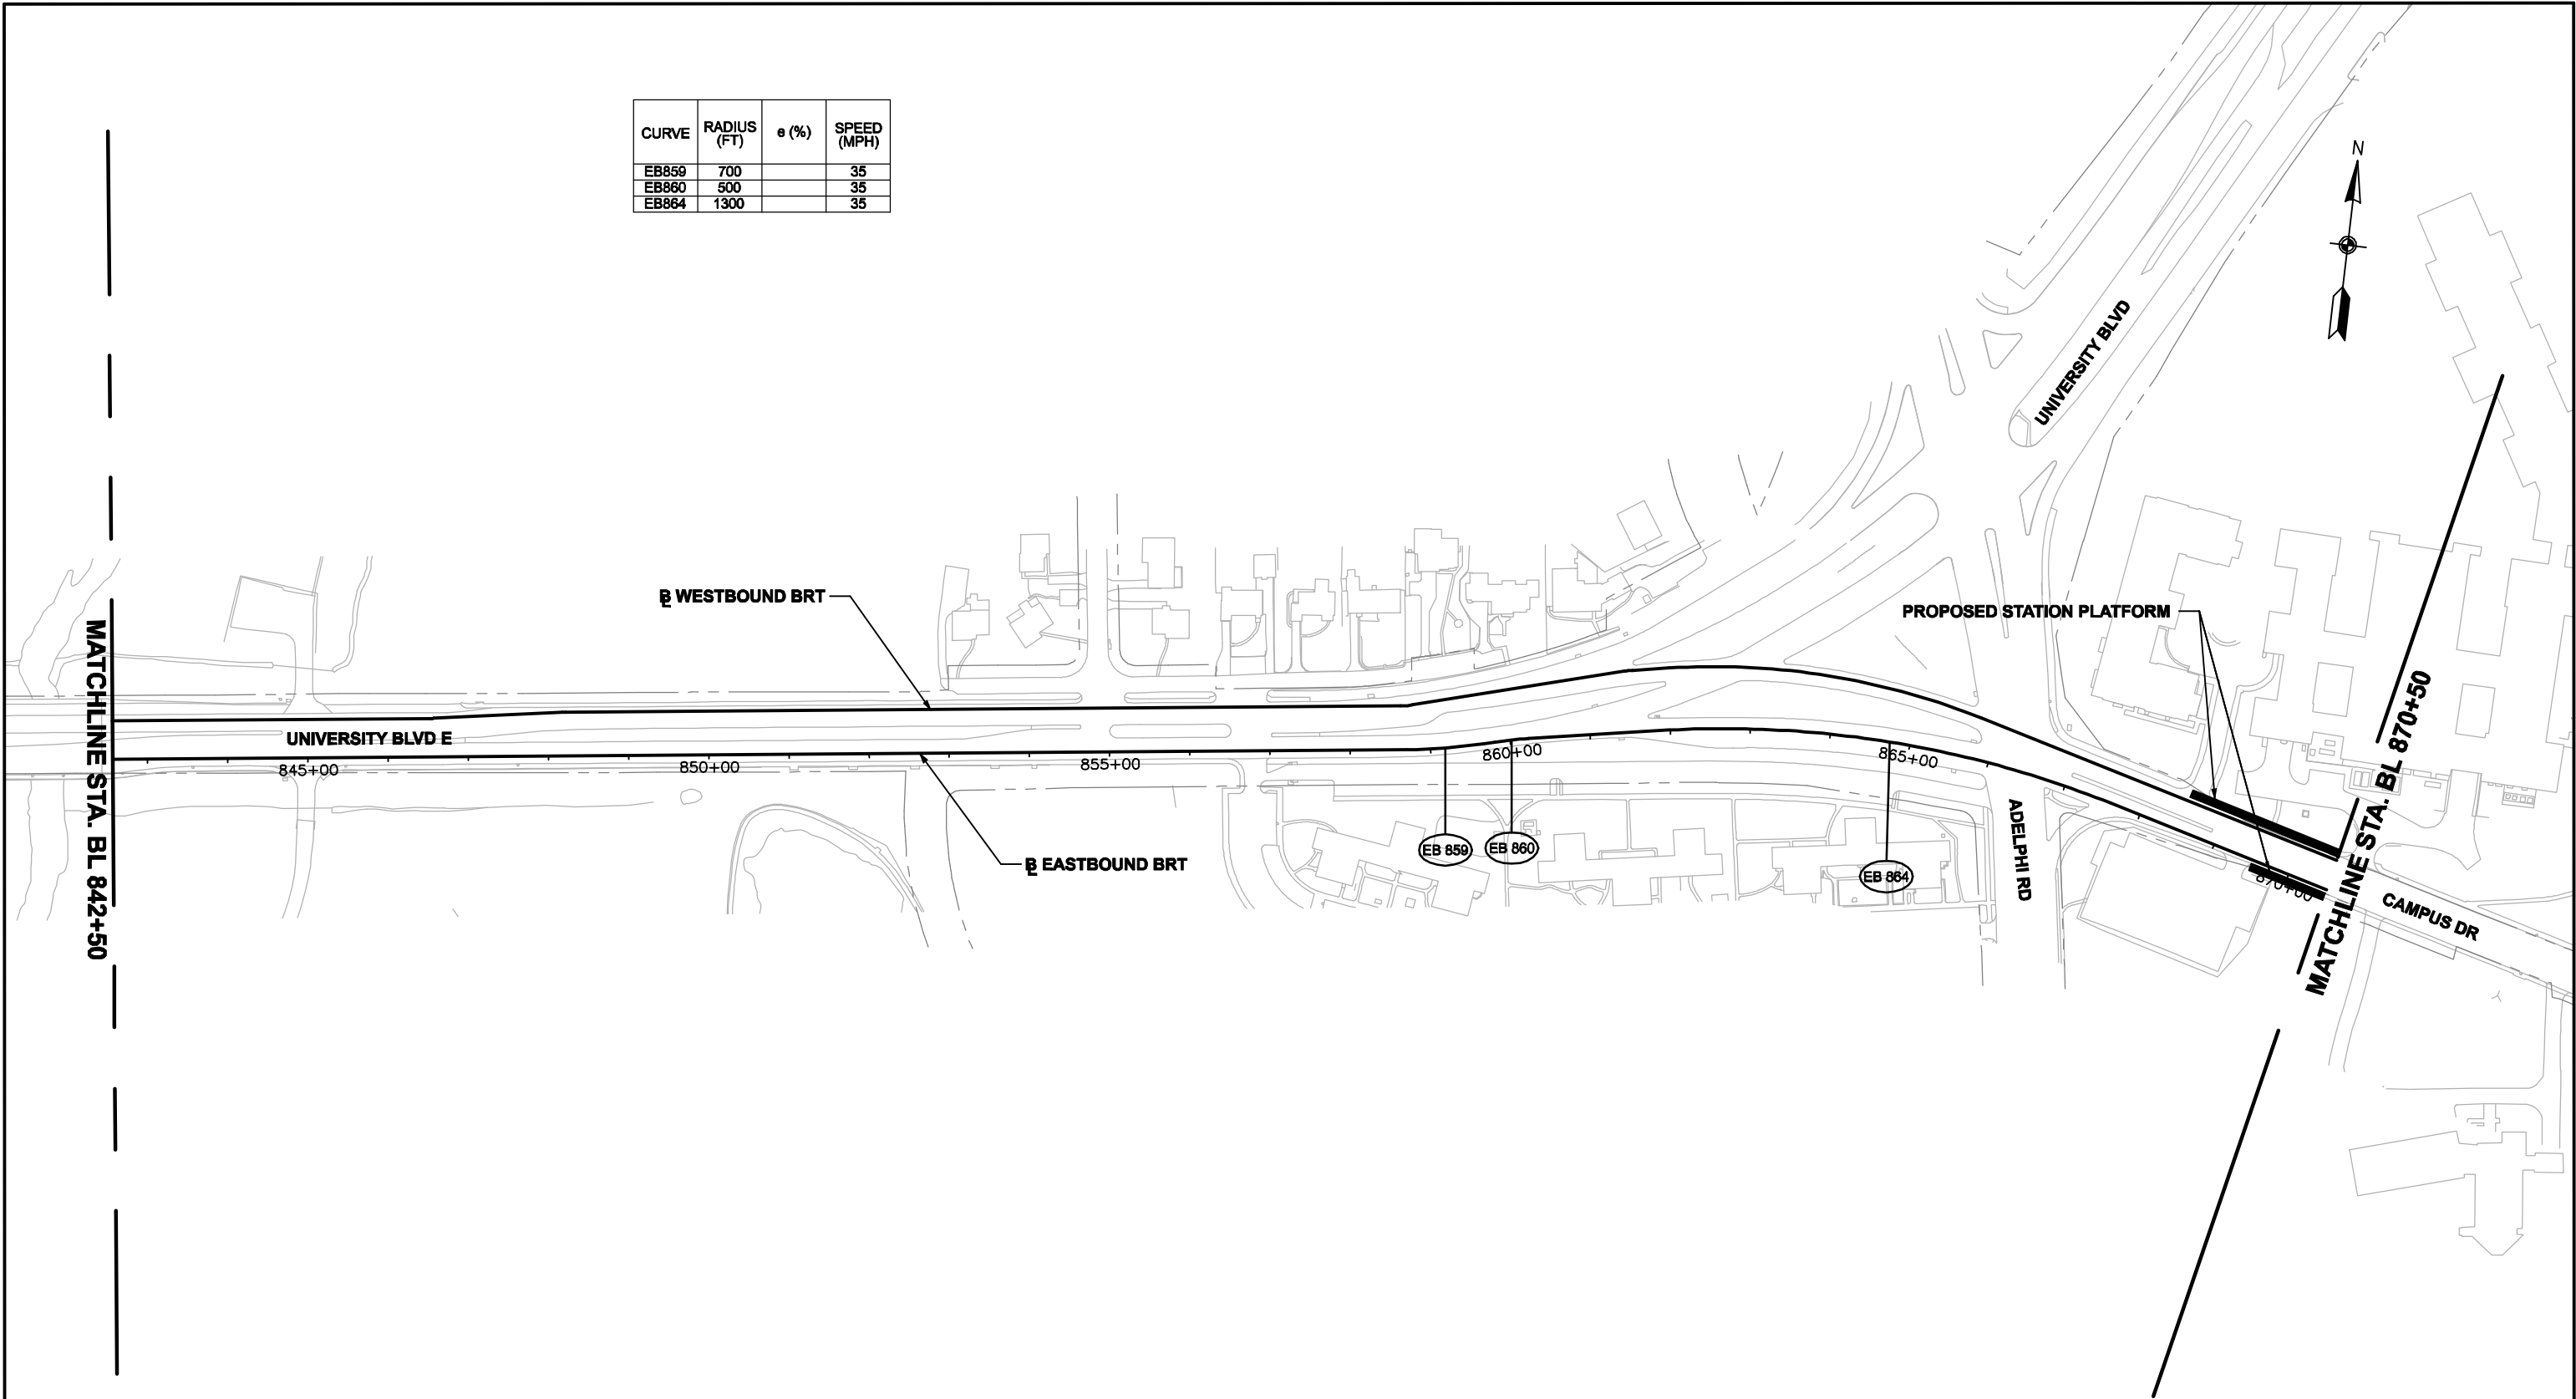 CURVE RADIUS (FT) e (%) SPEED (MPH)
EB859 700 35
EB860 500 35
EB864 1300 35
N
UNIVERSITY BLVD
BL WESTBOUND BRT
PROPOSED STATION PLATFORM
MATCHLINE STA. BL 842+50
UNIVERSITY BLVD E
845+00
850+00
855+00
860+00
865+00
870+00
BL EASTBOUND BRT
EB 859
EB 860
EB 864
ADELPHI RD
MATCHLINE STA. BL 870+50
CAMPUS DR